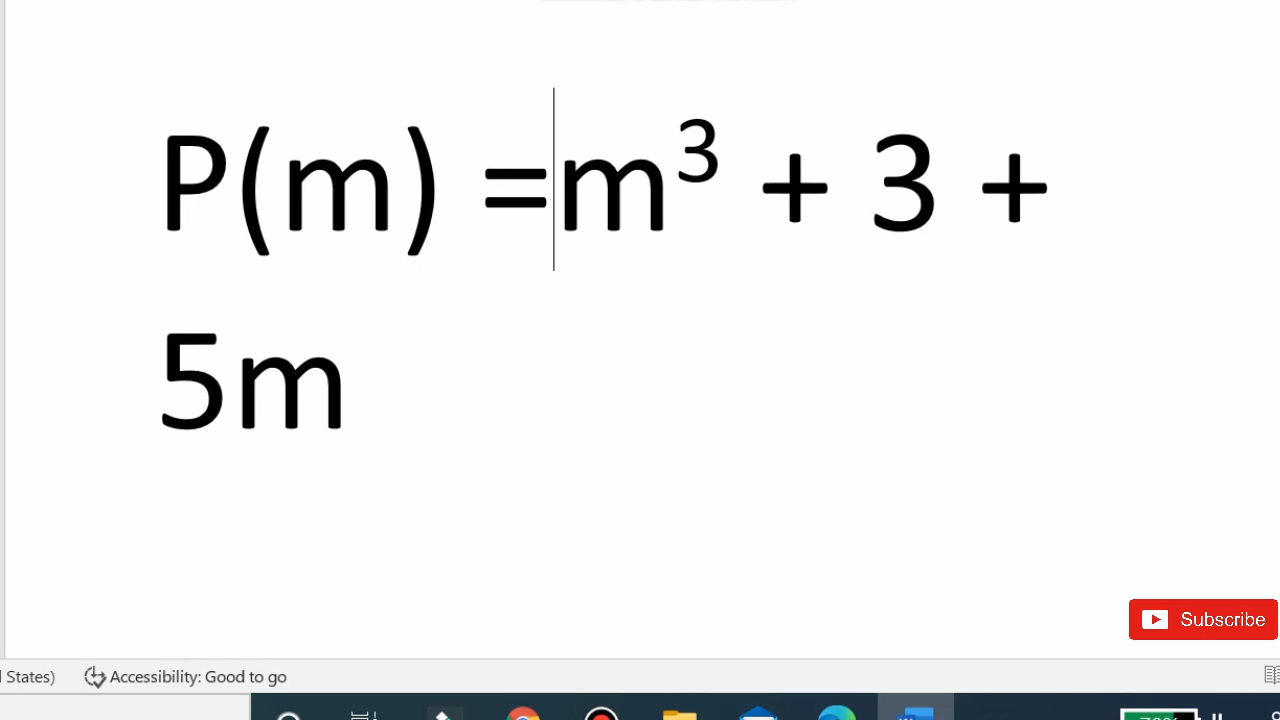 P(m) =m³ + 3 +
5m
Subscribe
States)
Accessibility: Good to go